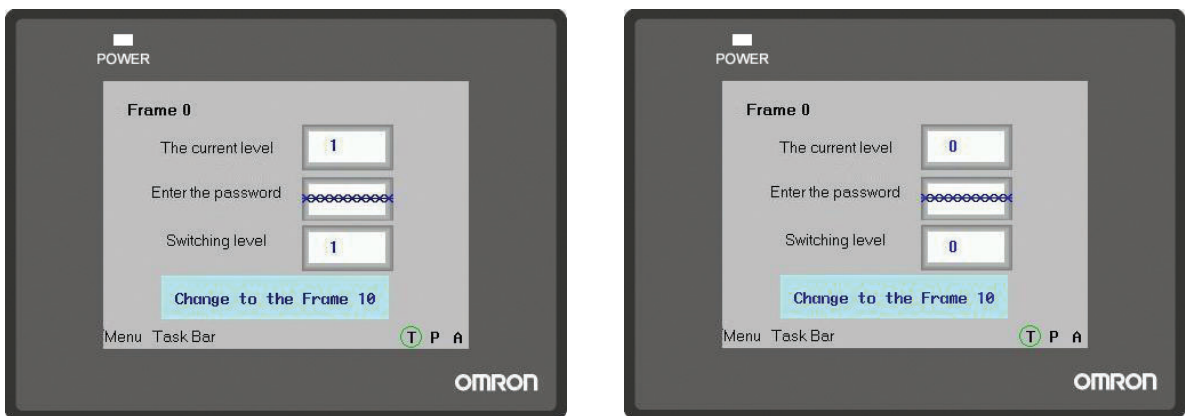 POWER
Frame 0
The current level 1
Enter the password xxxxxxxxxx
Switching level 1
Change to the Frame 10
Menu Task Bar T P A
OMRON
POWER
Frame 0
The current level 0
Enter the password xxxxxxxxxx
Switching level 0
Change to the Frame 10
Menu Task Bar T P A
OMRON